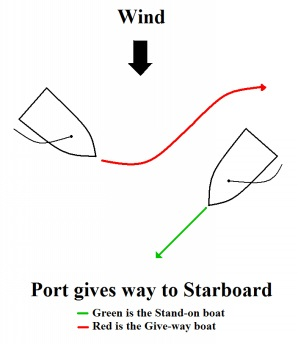 Wind
Port gives way to Starboard
Green is the Stand-on boat
Red is the Give-way boat